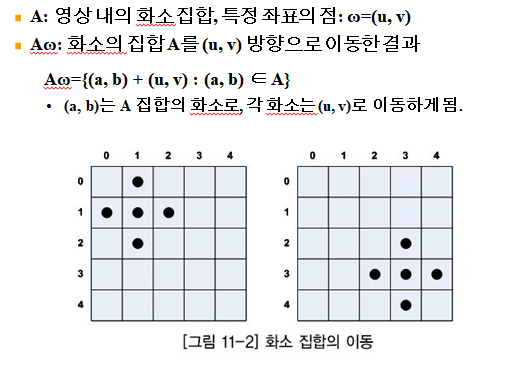 A: 영상 내의 화소 집합, 특정 좌표의 점: ω=(u, v)
Aω: 화소의 집합 A를 (u, v) 방향으로 이동한 결과
Aω={(a, b) + (u, v) : (a, b) ∈ A}
• (a, b)는 A 집합의 화소로, 각 화소는 (u, v)로 이동하게 됨.
0 1 2 3 4
0
1
2
3
4
0 1 2 3 4
0
1
2
3
4
[그림 11-2] 화소 집합의 이동